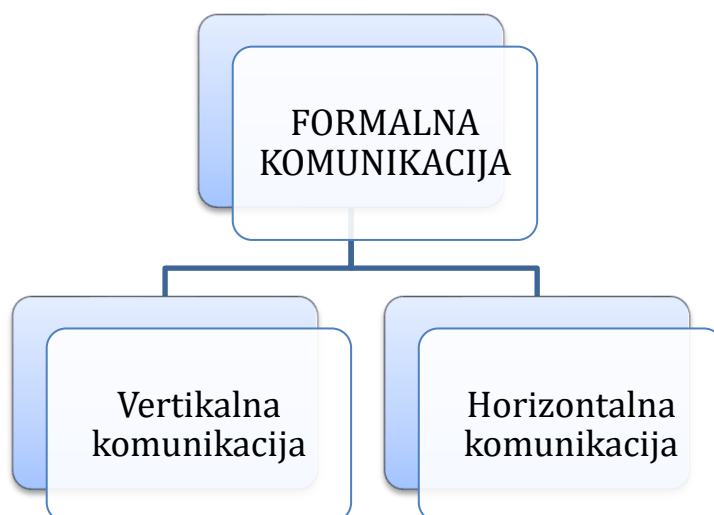 FORMALNA
KOMUNIKACIJA
Vertikalna
komunikacija
Horizontalna
komunikacija